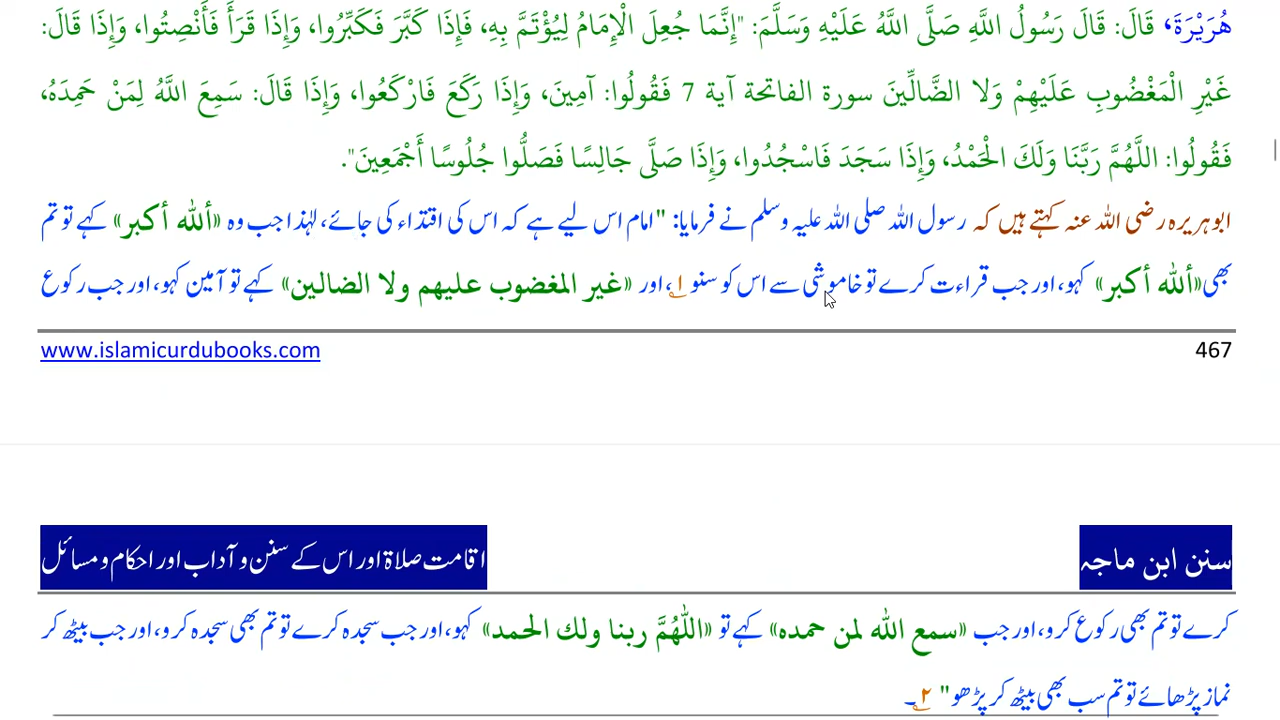 هُرَيْرَةَ، قَالَ: قَالَ رَسُولُ اللَّهِ صَلَّى اللَّهُ عَلَيْهِ وَسَلَّمَ: "إِنَّمَا جُعِلَ الْإِمَامُ لِيُؤْتَمَّ بِهِ، فَإِذَا كَبَّرَ فَكَبِّرُوا، وَإِذَا قَرَأَ فَأَنْصِتُوا، وَإِذَا قَالَ:
غَيْرِ الْمَغْضُوبِ عَلَيْهِمْ وَلا الضَّالِّينَ سورة الفاتحة آية 7 فَقُولُوا: آمِينَ، وَإِذَا رَكَعَ فَارْكَعُوا، وَإِذَا قَالَ: سَمِعَ اللَّهُ لِمَنْ حَمِدَهُ،
فَقُولُوا: اللَّهُمَّ رَبَّنَا وَلَكَ الْحَمْدُ، وَإِذَا سَجَدَ فَاسْجُدُوا، وَإِذَا صَلَّى جَالِسًا فَصَلُّوا جُلُوسًا أَجْمَعِينَ".
ابوہریرہ رضی اللہ عنہ کہتے ہیں کہ رسول اللہ صلی اللہ علیہ وسلم نے فرمایا: "امام اس لیے ہے کہ اس کی اقتداء کی جائے، لہٰذا جب وہ «ألله أكبر» کہے تو تم
بھی «ألله أكبر» کہو، اور جب قراءت کرے تو خاموشی سے اس کو سنو ۱؎، اور «غير المغضوب عليهم ولا الضالين» کہے تو آمین کہو، اور جب رکوع
www.islamicurdubooks.com 467
سنن ابن ماجہ اقامت صلاۃ اور اس کے سنن و آداب اور احکام و مسائل
کرے تو تم بھی رکوع کرو، اور جب «سمع الله لمن حمده» کہے تو «اللَّهُمَّ ربنا ولك الحمد» کہو، اور جب سجدہ کرے تو تم بھی سجدہ کرو، اور جب بیٹھ کر
نماز پڑھائے تو تم سب بھی بیٹھ کر پڑھو" ۲؎۔